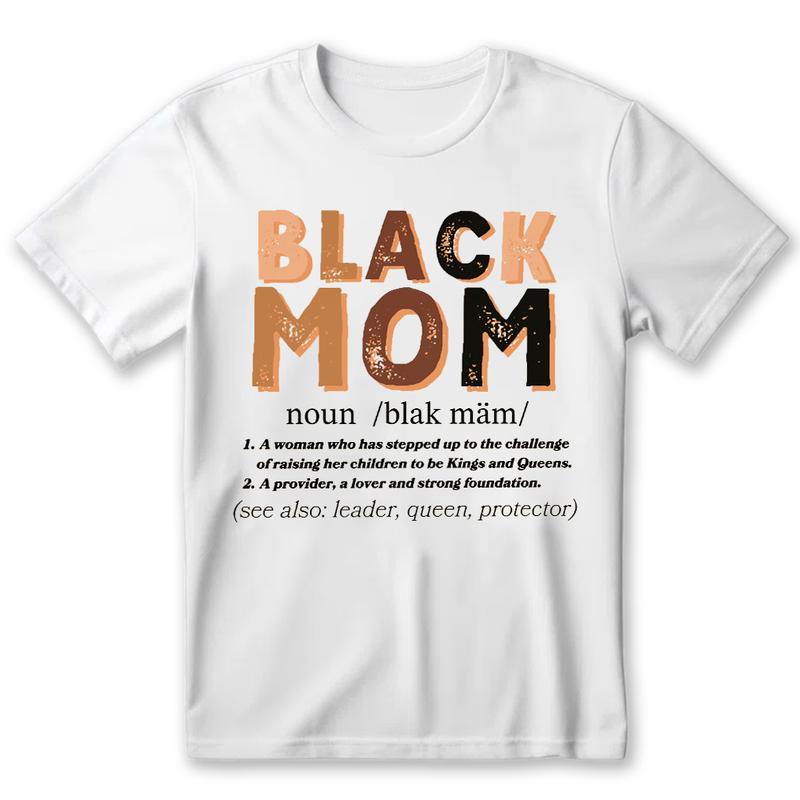 BLACK
MOM
noun /blak mäm/
1. A woman who has stepped up to the challenge
of raising her children to be Kings and Queens.
2. A provider, a lover and strong foundation.
(see also: leader, queen, protector)